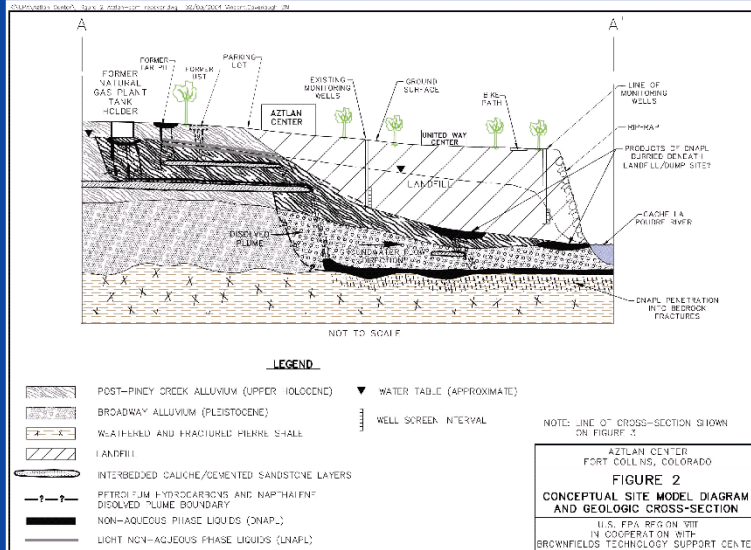 A
A'
FORMER
NATURAL
GAS PLANT
TANK
HOLDER
FORMER
TAR PIT
FORMER
UST
PARKING
LOT
AZTLAN
CENTER
EXISTING
MONITORING
WELLS
GROUND
SURFACE
UNITED WAY
CENTER
BIKE
PATH
LINE OF
MONITORING
WELLS
RIP-RAP
PRODUCTS OF DNAPL
BURRIED BENEATH
LANDFILL/DUMP SITE?
CACHE LA
POUDRE RIVER
LANDFILL
DISSOLVED
PLUME
FLOW
DNAPL PENETRATION
INTO BEDROCK
FRACTURES
NOT TO SCALE
LEGEND
POST-PINEY CREEK ALLUVIUM (UPPER HOLOCENE)
BROADWAY ALLUVIUM (PLEISTOCENE)
WEATHERED AND FRACTURED PIERRE SHALE
LANDFILL
INTERBEDDED CALICHE/CEMENTED SANDSTONE LAYERS
—?—?— PETROLEUM HYDROCARBONS AND NAPTHALENE
DISOLVED PLUME BOUNDARY
NON-AQUEOUS PHASE LIQUIDS (DNAPL)
LIGHT NON-AQUEOUS PHASE LIQUIDS (LNAPL)
WATER TABLE (APPROXIMATE)
WELL SCREEN INTERVAL
NOTE: LINE OF CROSS-SECTION SHOWN
ON FIGURE 3
AZTLAN CENTER
FORT COLLINS, COLORADO
FIGURE 2
CONCEPTUAL SITE MODEL DIAGRAM
AND GEOLOGIC CROSS-SECTION
U.S. EPA REGION VIII
IN COOPERATION WITH
BROWNFIELDS TECHNOLOGY SUPPORT CENTE